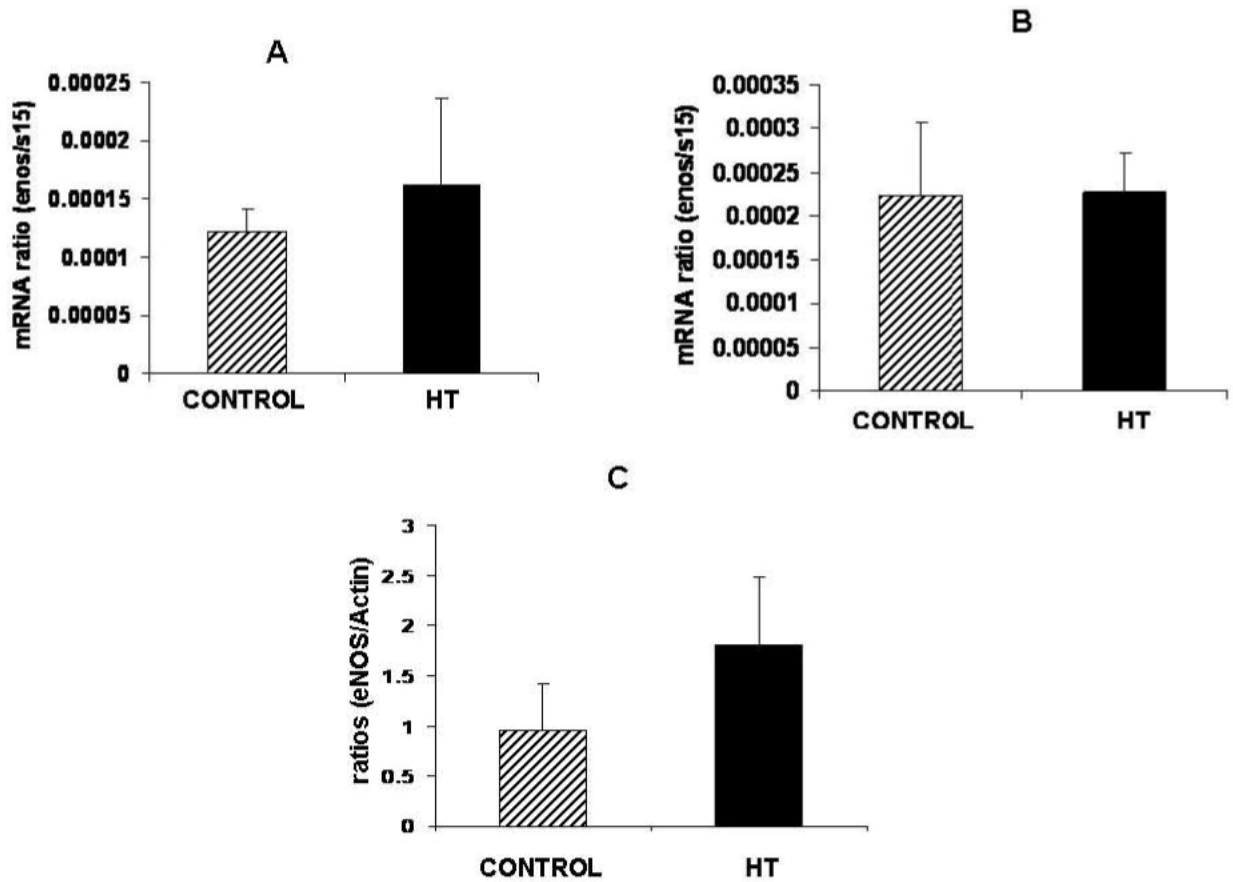 A
mRNA ratio (enos/s15)
0.00025
0.0002
0.00015
0.0001
0.00005
0
CONTROL HT
B
mRNA ratio (enos/s15)
0.00035
0.0003
0.00025
0.0002
0.00015
0.0001
0.00005
0
CONTROL HT
C
ratios (eNOS/Actin)
3
2.5
2
1.5
1
0.5
0
CONTROL HT